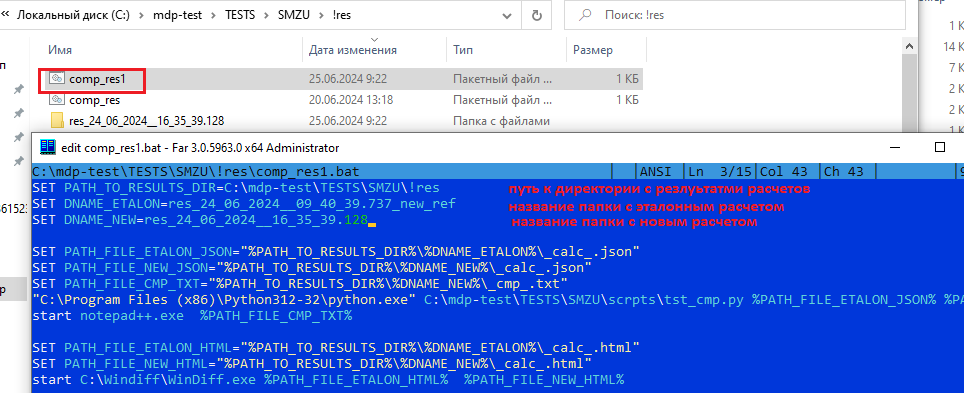 Локальный диск (C:) > mdp-test > TESTS > SMZU > !res
Поиск: !res
Имя Дата изменения Тип Размер
comp_res1 25.06.2024 9:22 Пакетный файл ... 1 КБ
comp_res 20.06.2024 13:18 Пакетный файл ... 1 КБ
res_24_06_2024__16_35_39.128 25.06.2024 9:22 Папка с файлами
1 К
14 К
7 К
2 К
2 К
1 К
п
861523
р
edit comp_res1.bat - Far 3.0.5963.0 x64 Administrator
C:\mdp-test\TESTS\SMZU\!res\comp_res1.bat ANSI Ln 3/15 Col 43 Ch 43
SET PATH_TO_RESULTS_DIR=C:\mdp-test\TESTS\SMZU\!res путь к директории с резлуьтатми расчетов
SET DNAME_ETALON=res_24_06_2024__09_40_39.737_new_ref название папки с эталонным расчетом
SET DNAME_NEW=res_24_06_2024__16_35_39.128 название папки с новым расчетом
SET PATH_FILE_ETALON_JSON="%PATH_TO_RESULTS_DIR%\%DNAME_ETALON%\_calc_.json"
SET PATH_FILE_NEW_JSON="%PATH_TO_RESULTS_DIR%\%DNAME_NEW%\_calc_.json"
SET PATH_FILE_CMP_TXT="%PATH_TO_RESULTS_DIR%\%DNAME_NEW%\_cmp_.txt"
"C:\Program Files (x86)\Python312-32\python.exe" C:\mdp-test\TESTS\SMZU\scrpts\tst_cmp.py %PATH_FILE_ETALON_JSON% %PA
start notepad++.exe %PATH_FILE_CMP_TXT%
SET PATH_FILE_ETALON_HTML="%PATH_TO_RESULTS_DIR%\%DNAME_ETALON%\_calc_.html"
SET PATH_FILE_NEW_HTML="%PATH_TO_RESULTS_DIR%\%DNAME_NEW%\_calc_.html"
start C:\Windiff\WinDiff.exe %PATH_FILE_ETALON_HTML% %PATH_FILE_NEW_HTML%